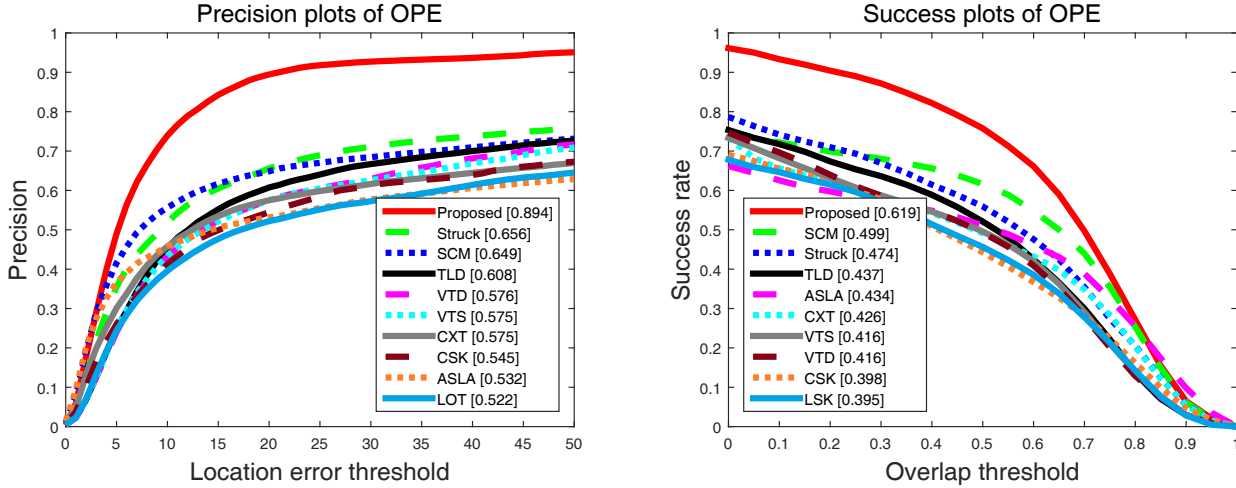 Precision plots of OPE
1
0.9
0.8
0.7
0.6
0.5
0.4
0.3
0.2
0.1
0
Precision
Proposed [0.894]
Struck [0.656]
SCM [0.649]
TLD [0.608]
VTD [0.576]
VTS [0.575]
CXT [0.575]
CSK [0.545]
ASLA [0.532]
LOT [0.522]
0 5 10 15 20 25 30 35 40 45 50
Location error threshold
Success plots of OPE
1
0.9
0.8
0.7
0.6
0.5
0.4
0.3
0.2
0.1
0
Success rate
Proposed [0.619]
SCM [0.499]
Struck [0.474]
TLD [0.437]
ASLA [0.434]
CXT [0.426]
VTS [0.416]
VTD [0.416]
CSK [0.398]
LSK [0.395]
0 0.1 0.2 0.3 0.4 0.5 0.6 0.7 0.8 0.9 1
Overlap threshold